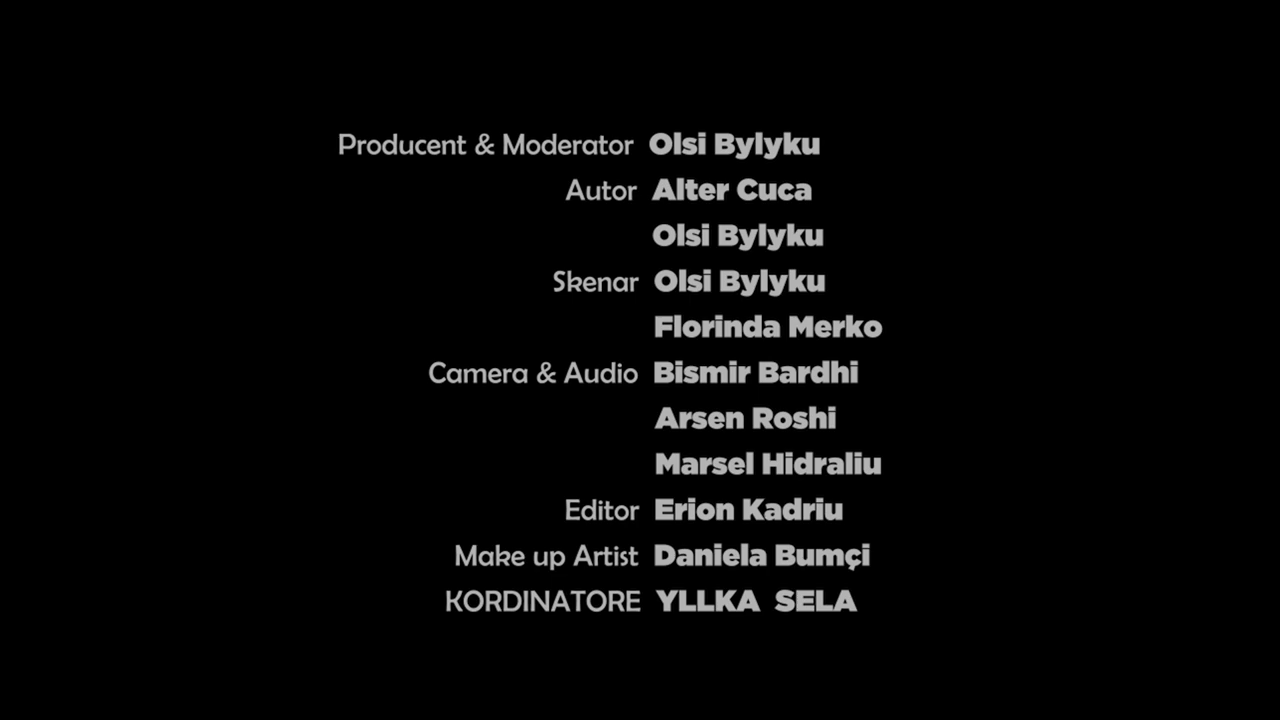 Producent & Moderator Olsi Bylyku
Autor Alter Cuca
Olsi Bylyku
Skenar Olsi Bylyku
Florinda Merko
Camera & Audio Bismir Bardhi
Arsen Roshi
Marsel Hidraliu
Editor Erion Kadriu
Make up Artist Daniela Bumçi
KORDINATORE YLLKA SELA